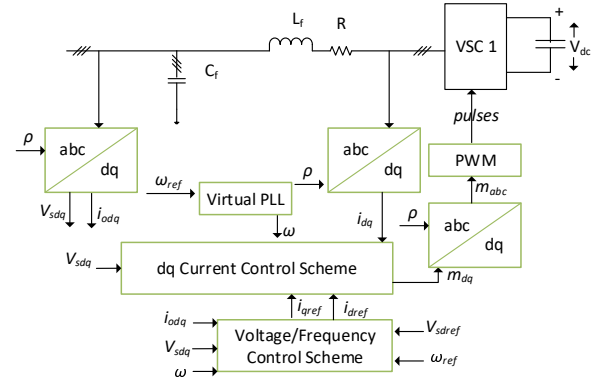 L_f R VSC 1 + V_dc -
C_f
pulses
ρ abc dq
ρ abc dq
PWM
ω_ref Virtual PLL
m_abc
V_sdq i_odq
i_dq
ρ abc dq
ω
V_sdq dq Current Control Scheme
m_dq
i_qref i_dref
i_odq V_sdq ω
Voltage/Frequency
Control Scheme
V_sdref
ω_ref